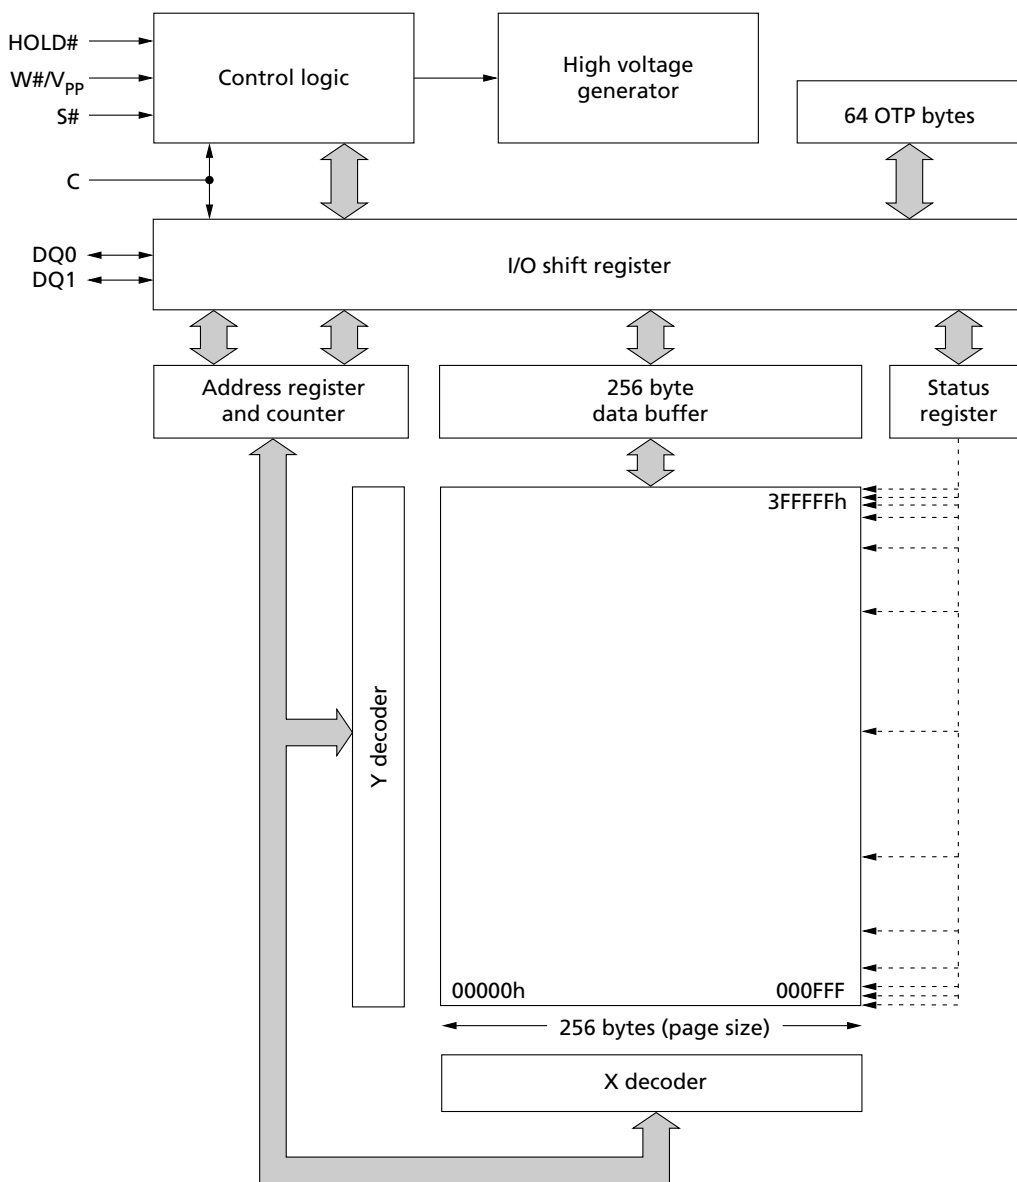 HOLD#
W#/VPP
S#
Control logic
High voltage
generator
64 OTP bytes
C
DQ0
DQ1
I/O shift register
Address register
and counter
256 byte
data buffer
Status
register
3FFFFFh
Y decoder
00000h
000FFF
256 bytes (page size)
X decoder